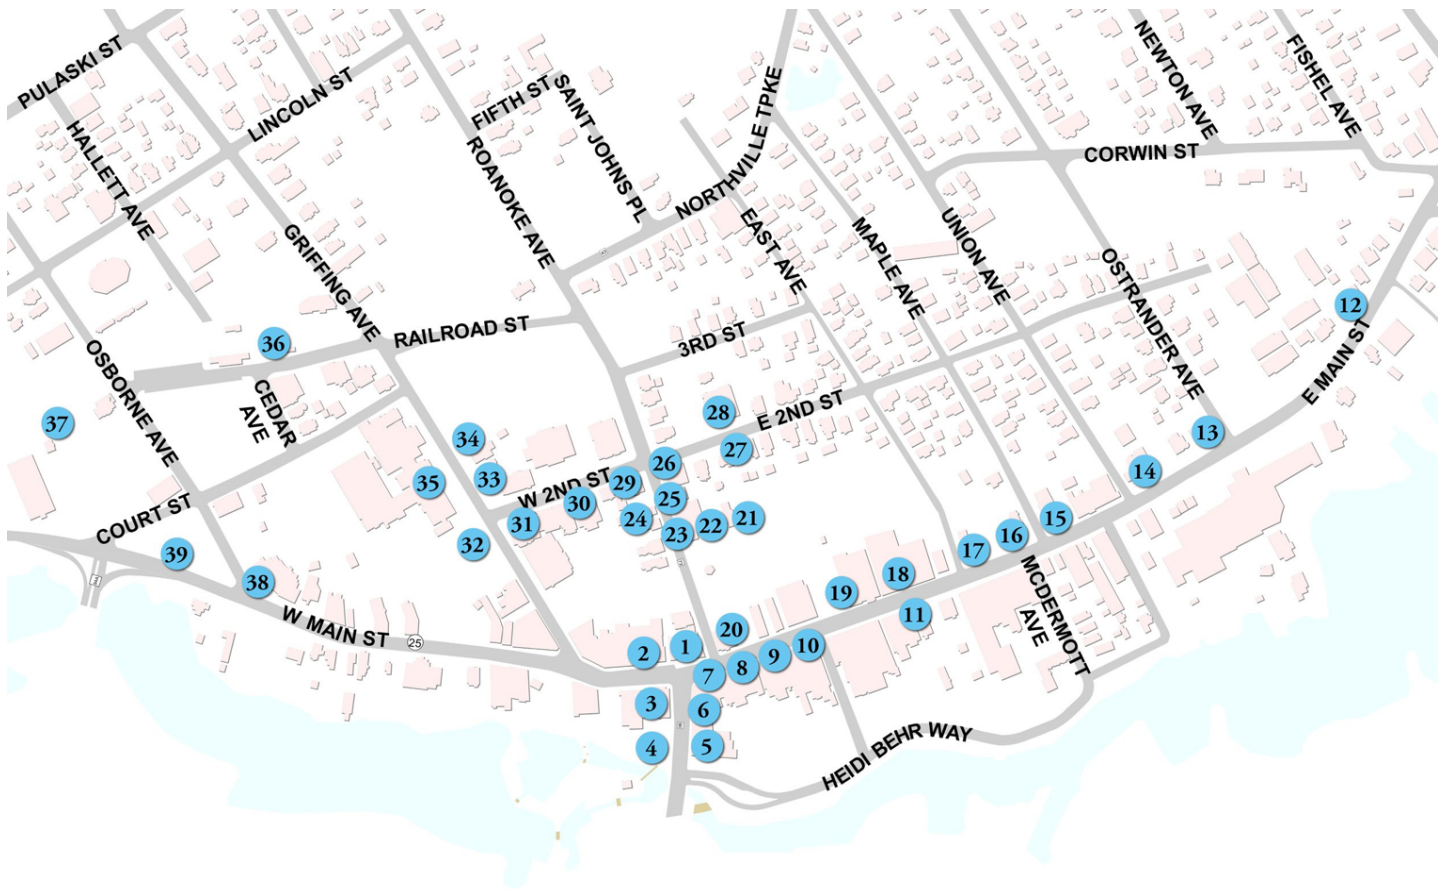 PULASKI ST
HALLETT AVE
LINCOLN ST
FIFTH ST
SAINT JOHNS PL
ROANOKE AVE
NORTHVILLE TPKE
NEWTON AVE
FISHEL AVE
CORWIN ST
GRIFFING AVE
EAST AVE
MAPLE AVE
UNION AVE
OSTRANDER AVE
RAILROAD ST
3RD ST
E MAIN ST
12
36
OSBORNE AVE
CEDAR
AVE
37
28
E 2ND ST
13
34
27
26
14
35
33
W 2ND ST
29
30
25
COURT ST
31
24
23
22
21
15
32
16
17
39
38
18
19
11
MCDERMOTT
AVE
W MAIN ST
25
20
1
2
10
9
8
7
3
6
4
5
HEIDI BEHR WAY